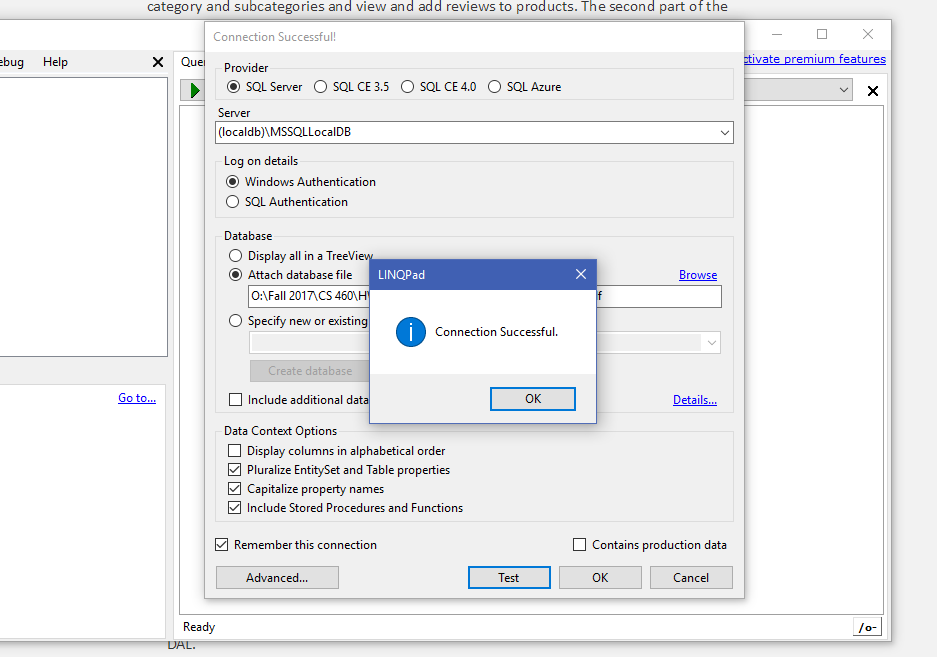 category and subcategories and view and add reviews to products. The second part of the
Connection Successful!
ebug Help
Quer
ctivate premium features
Provider
SQL Server SQL CE 3.5 SQL CE 4.0 SQL Azure
Server
(localdb)\MSSQLLocalDB
Log on details
Windows Authentication
SQL Authentication
Database
Display all in a TreeView
LINQPad
Attach database file
Browse
O:\Fall 2017\CS 460\H
f
Specify new or existing
Connection Successful.
Create database
OK
Include additional data
Details...
Go to...
Data Context Options
Display columns in alphabetical order
Pluralize EntitySet and Table properties
Capitalize property names
Include Stored Procedures and Functions
Remember this connection
Contains production data
Advanced... Test OK Cancel
Ready
/o-
DAL.